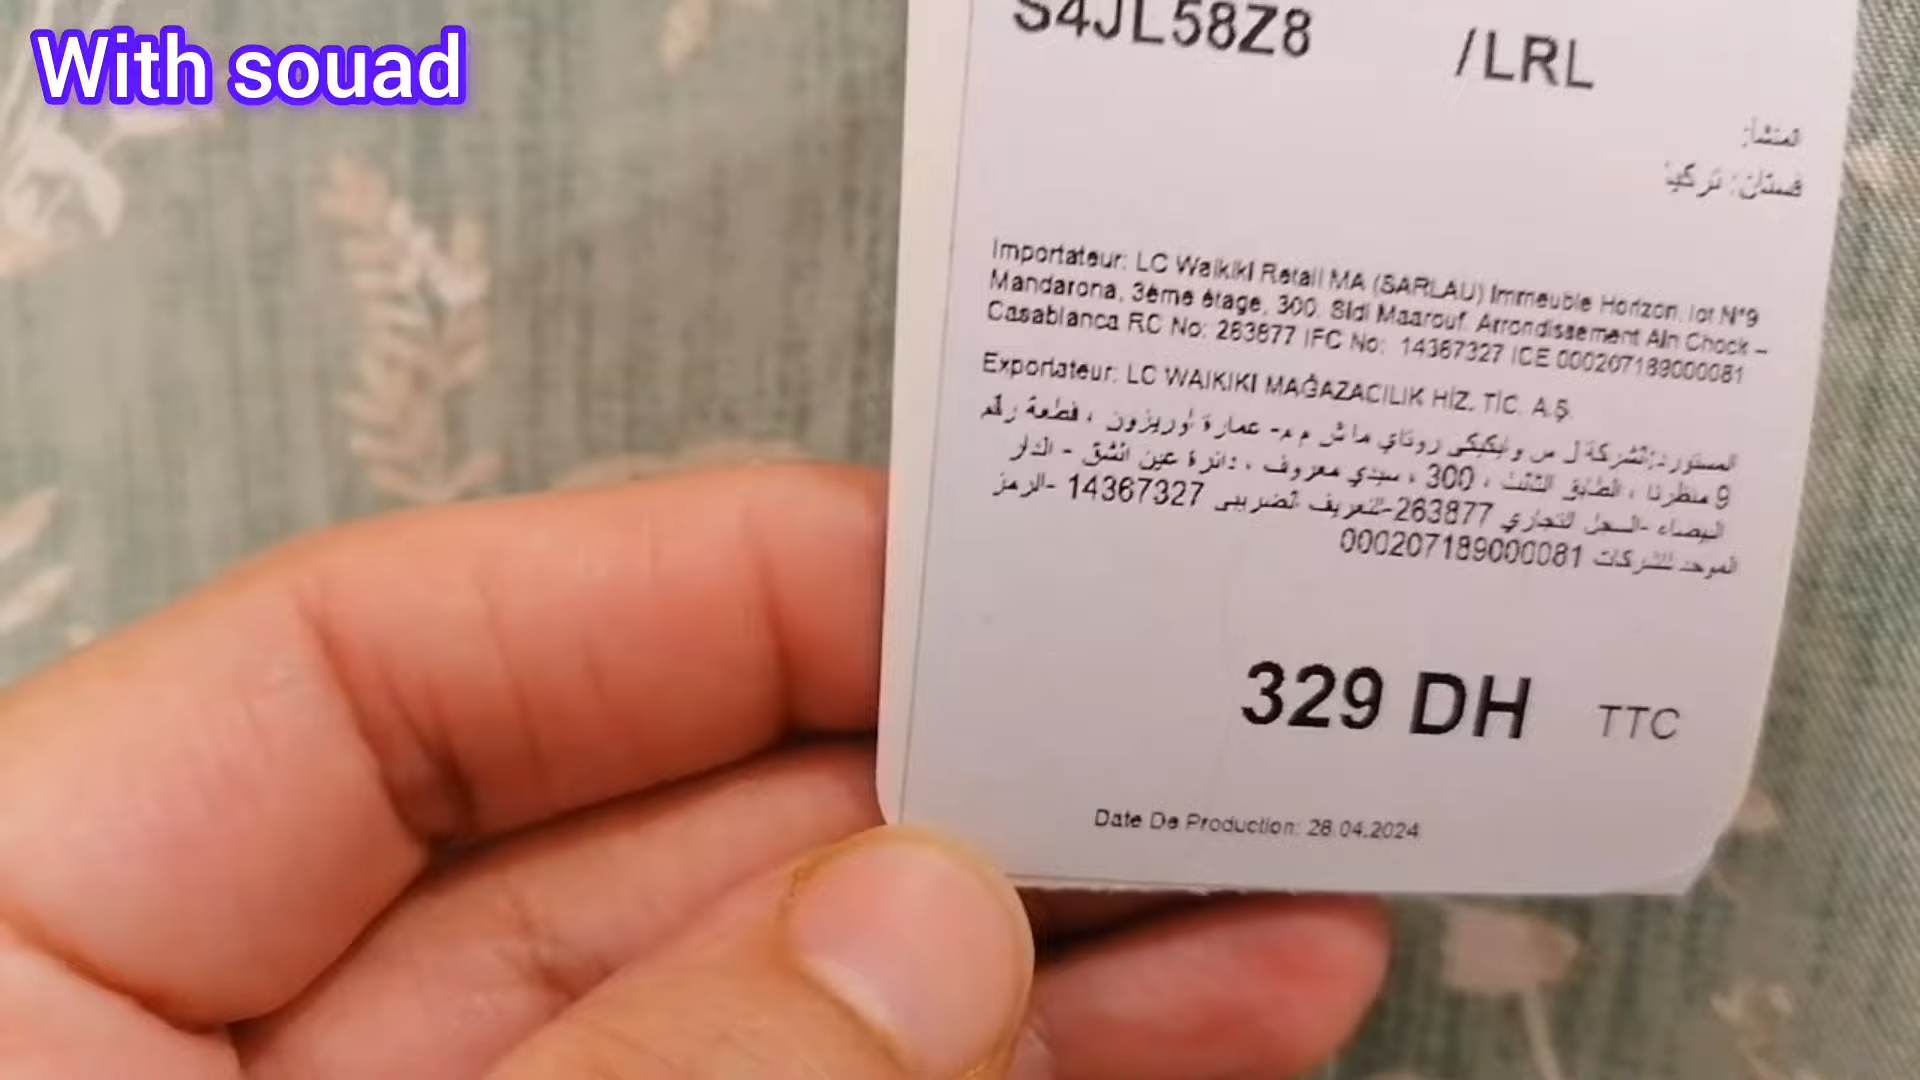 With souad
S4JL58Z8 /LRL
المنشأ:
فستان: تركيا
Importateur: LC Waikiki Retail MA (SARLAU) Immeuble Horizon, lot N°9
Mandarona, 3ème étage, 300. Sidi Maarouf. Arrondissement Ain Chock –
Casablanca RC No: 263877 IFC No: 14367327 ICE 000207189000081
Exportateur: LC WAIKIKI MAĞAZACILIK HİZ. TİC. A.Ş.
المستورد:الشركة ل س وايكيكي روتاي ما ش م م- عمارة أوريزون ، قطعة رقم
9 منظرنا ، الطابق الثالث ، 300 ، سيدي معروف ، دائرة عين الشق - الدار
البيضاء -السجل التجاري 263877-التعريف الضريبي 14367327 -الرمز
الموحد للشركات 000207189000081
329 DH TTC
Date De Production: 28.04.2024